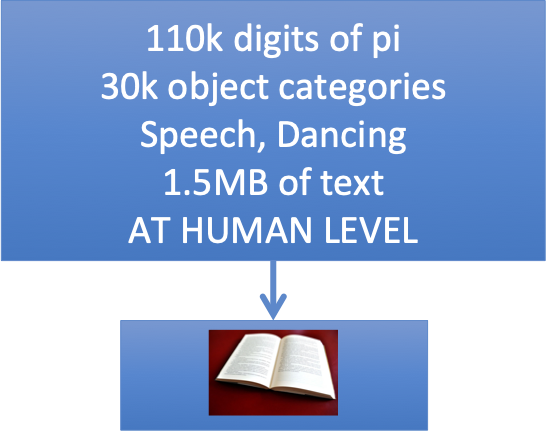 110k digits of pi
30k object categories
Speech, Dancing
1.5MB of text
AT HUMAN LEVEL